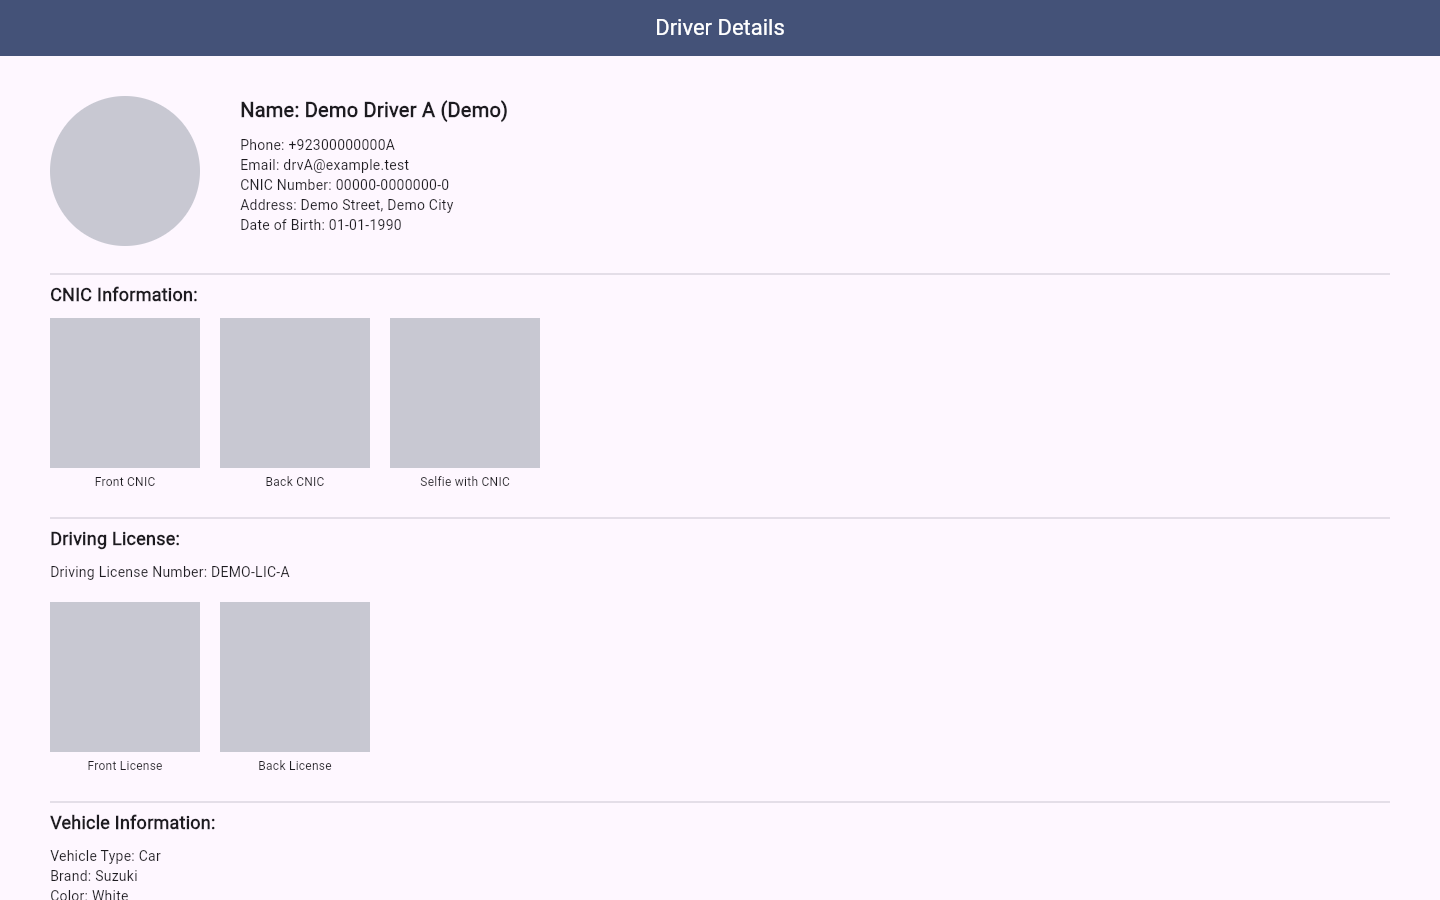 Driver Details
Name: Demo Driver A (Demo)
Phone: +92300000000A
Email: drvA@example.test
CNIC Number: 00000-0000000-0
Address: Demo Street, Demo City
Date of Birth: 01-01-1990
CNIC Information:
Front CNIC
Back CNIC
Selfie with CNIC
Driving License:
Driving License Number: DEMO-LIC-A
Front License
Back License
Vehicle Information:
Vehicle Type: Car
Brand: Suzuki
Color: White